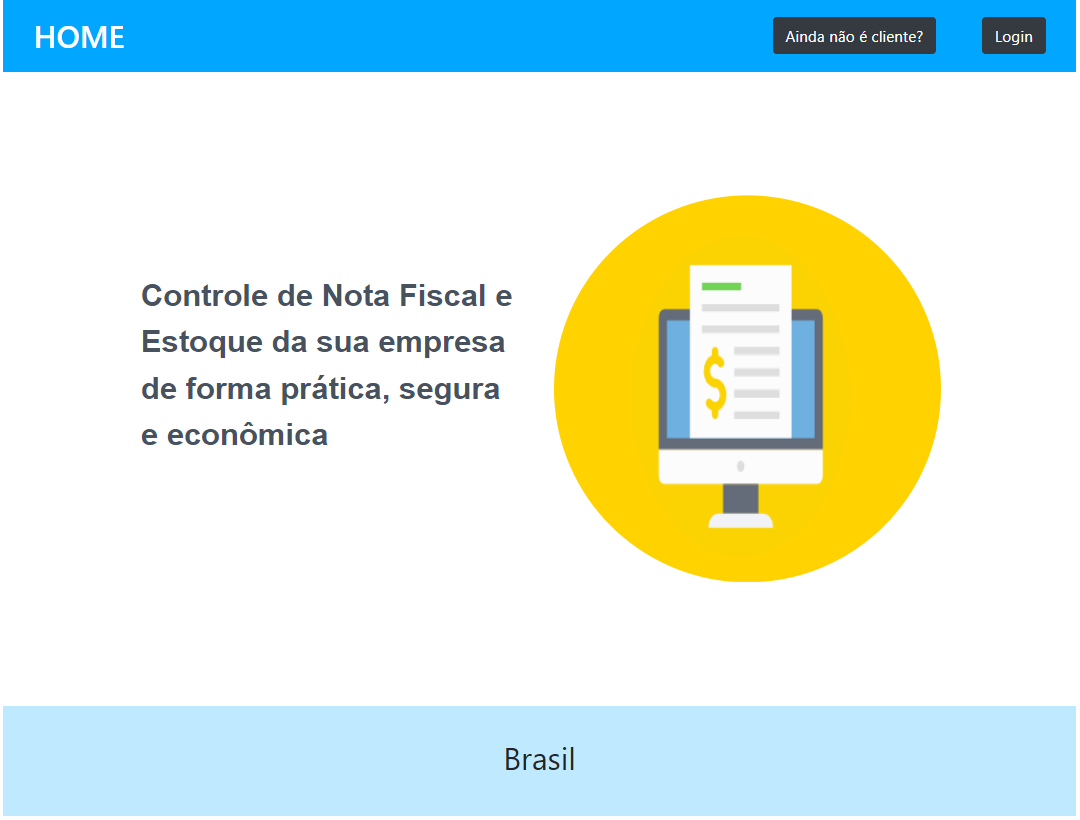 HOME
Ainda não é cliente?
Login
Controle de Nota Fiscal e
Estoque da sua empresa
de forma prática, segura
e econômica
$
Brasil